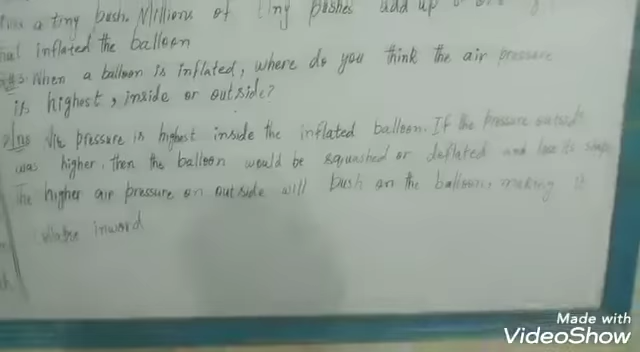 a tiny push. Millions of tiny pushes add up
inflated the balloon
When a balloon is inflated, where do you think the air pressure
is highest, inside or outside?
Ans pressure is highest inside the inflated balloon. If the pressure outside
was higher, then the balloon would be squashed or deflated and lose its shape
The higher air pressure on outside will bush on the balloon, making it
inword
Made with
VideoShow